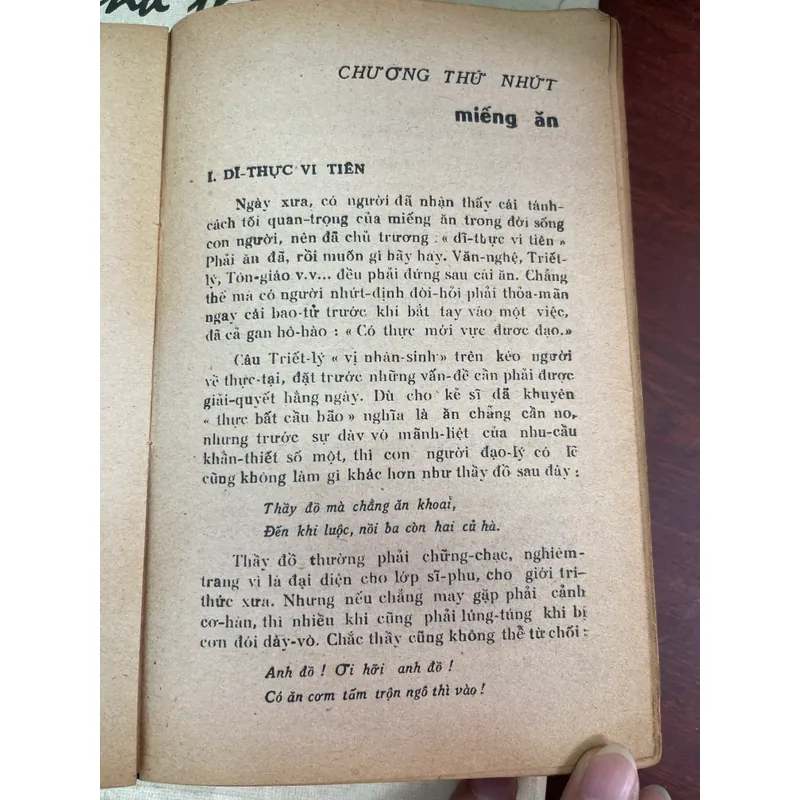 CHƯƠNG THỨ NHỨT
miếng ăn
I. DĨ-THỰC VI TIÊN
Ngày xưa, có người đã nhận thấy cái tánh-
cách tối quan-trọng của miếng ăn trong đời sống
con người, nên đã chủ trương : « dĩ-thực vi tiên »
Phải ăn đã, rồi muốn gì hãy hay. Văn-nghệ, Triết-
lý, Tôn-giáo v.v... đều phải đứng sau cái ăn. Chẳng
thế mà có người nhứt-định đòi-hỏi phải thỏa-mãn
ngay cái bao-tử trước khi bắt tay vào một việc,
đã cả gan hô-hào : « Có thực mới vực được đạo.»
Câu Triết-lý « vị nhân-sinh » trên kéo người
về thực-tại, đặt trước những vấn-đề cần phải được
giải-quyết hằng ngày. Dù cho kẻ sĩ đã khuyên
« thực bất cầu bão » nghĩa là ăn chẳng cần no,
nhưng trước sự dày vò mãnh-liệt của nhu-cầu
khẩn-thiết số một, thì con người đạo-lý có lẽ
cũng không làm gì khác hơn như thầy đồ sau đây :
Thầy đồ mà chẳng ăn khoai,
Đến khi luộc, nồi ba còn hai củ hà.
Thầy đồ thường phải chững-chạc, nghiêm-
trang vì là đại diện cho lớp sĩ-phu, cho giới trí-
thức xưa. Nhưng nếu chẳng may gặp phải cảnh
cơ-hàn, thì nhiều khi cũng phải lúng-túng khi bị
cơn đói dày-vò. Chắc thầy cũng không thể từ chối :
Anh đồ ! Ơi hỡi anh đồ !
Có ăn cơm tấm trộn ngô thì vào !